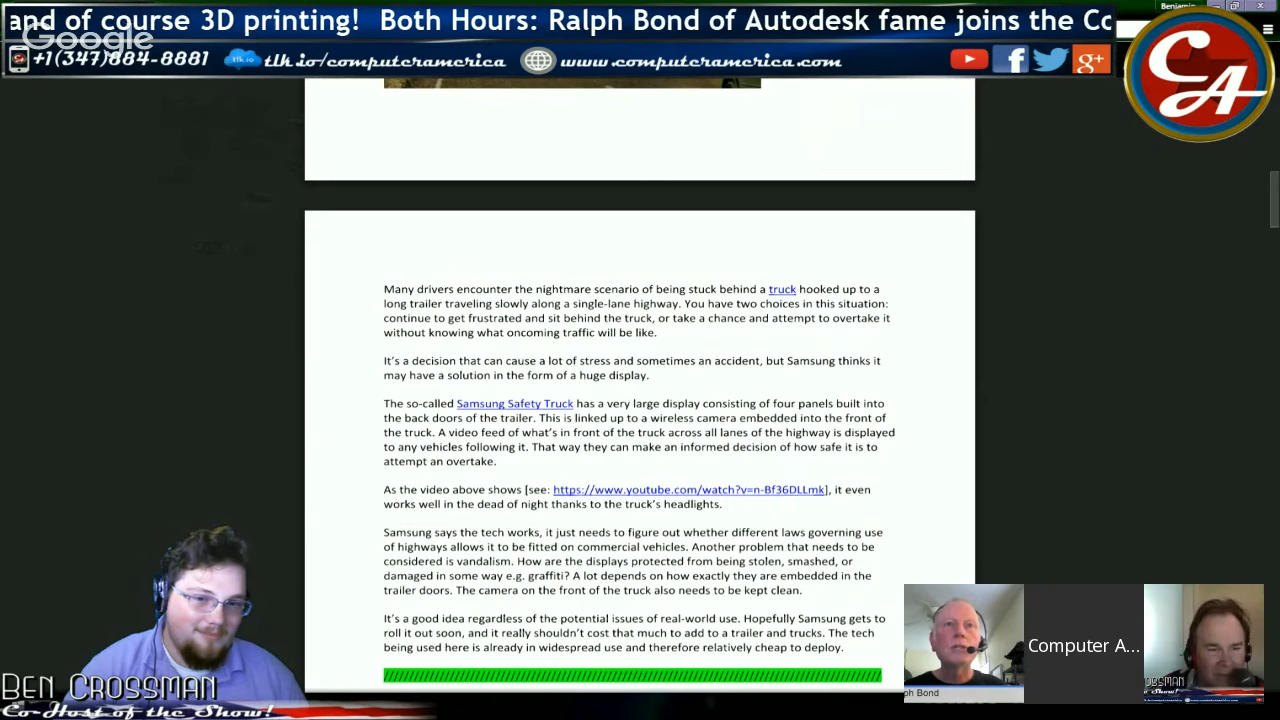 and of course 3D printing!  Both Hours: Ralph Bond of Autodesk fame joins the Co
Google
Benjamin
+1(347)884-8881
tlk.io
tlk.io/computeramerica
www.computeramerica.com
f
g+
CA
Many drivers encounter the nightmare scenario of being stuck behind a truck hooked up to a
long trailer traveling slowly along a single-lane highway. You have two choices in this situation:
continue to get frustrated and sit behind the truck, or take a chance and attempt to overtake it
without knowing what oncoming traffic will be like.
It's a decision that can cause a lot of stress and sometimes an accident, but Samsung thinks it
may have a solution in the form of a huge display.
The so-called Samsung Safety Truck has a very large display consisting of four panels built into
the back doors of the trailer. This is linked up to a wireless camera embedded into the front of
the truck. A video feed of what's in front of the truck across all lanes of the highway is displayed
to any vehicles following it. That way they can make an informed decision of how safe it is to
attempt an overtake.
As the video above shows [see: https://www.youtube.com/watch?v=n-Bf36DLLmk], it even
works well in the dead of night thanks to the truck's headlights.
Samsung says the tech works, it just needs to figure out whether different laws governing use
of highways allows it to be fitted on commercial vehicles. Another problem that needs to be
considered is vandalism. How are the displays protected from being stolen, smashed, or
damaged in some way e.g. graffiti? A lot depends on how exactly they are embedded in the
trailer doors. The camera on the front of the truck also needs to be kept clean.
It's a good idea regardless of the potential issues of real-world use. Hopefully Samsung gets to
roll it out soon, and it really shouldn't cost that much to add to a trailer and trucks. The tech
being used here is already in widespread use and therefore relatively cheap to deploy.
Ben Crossman
Co-Host of the Show!
ph Bond
Computer A...